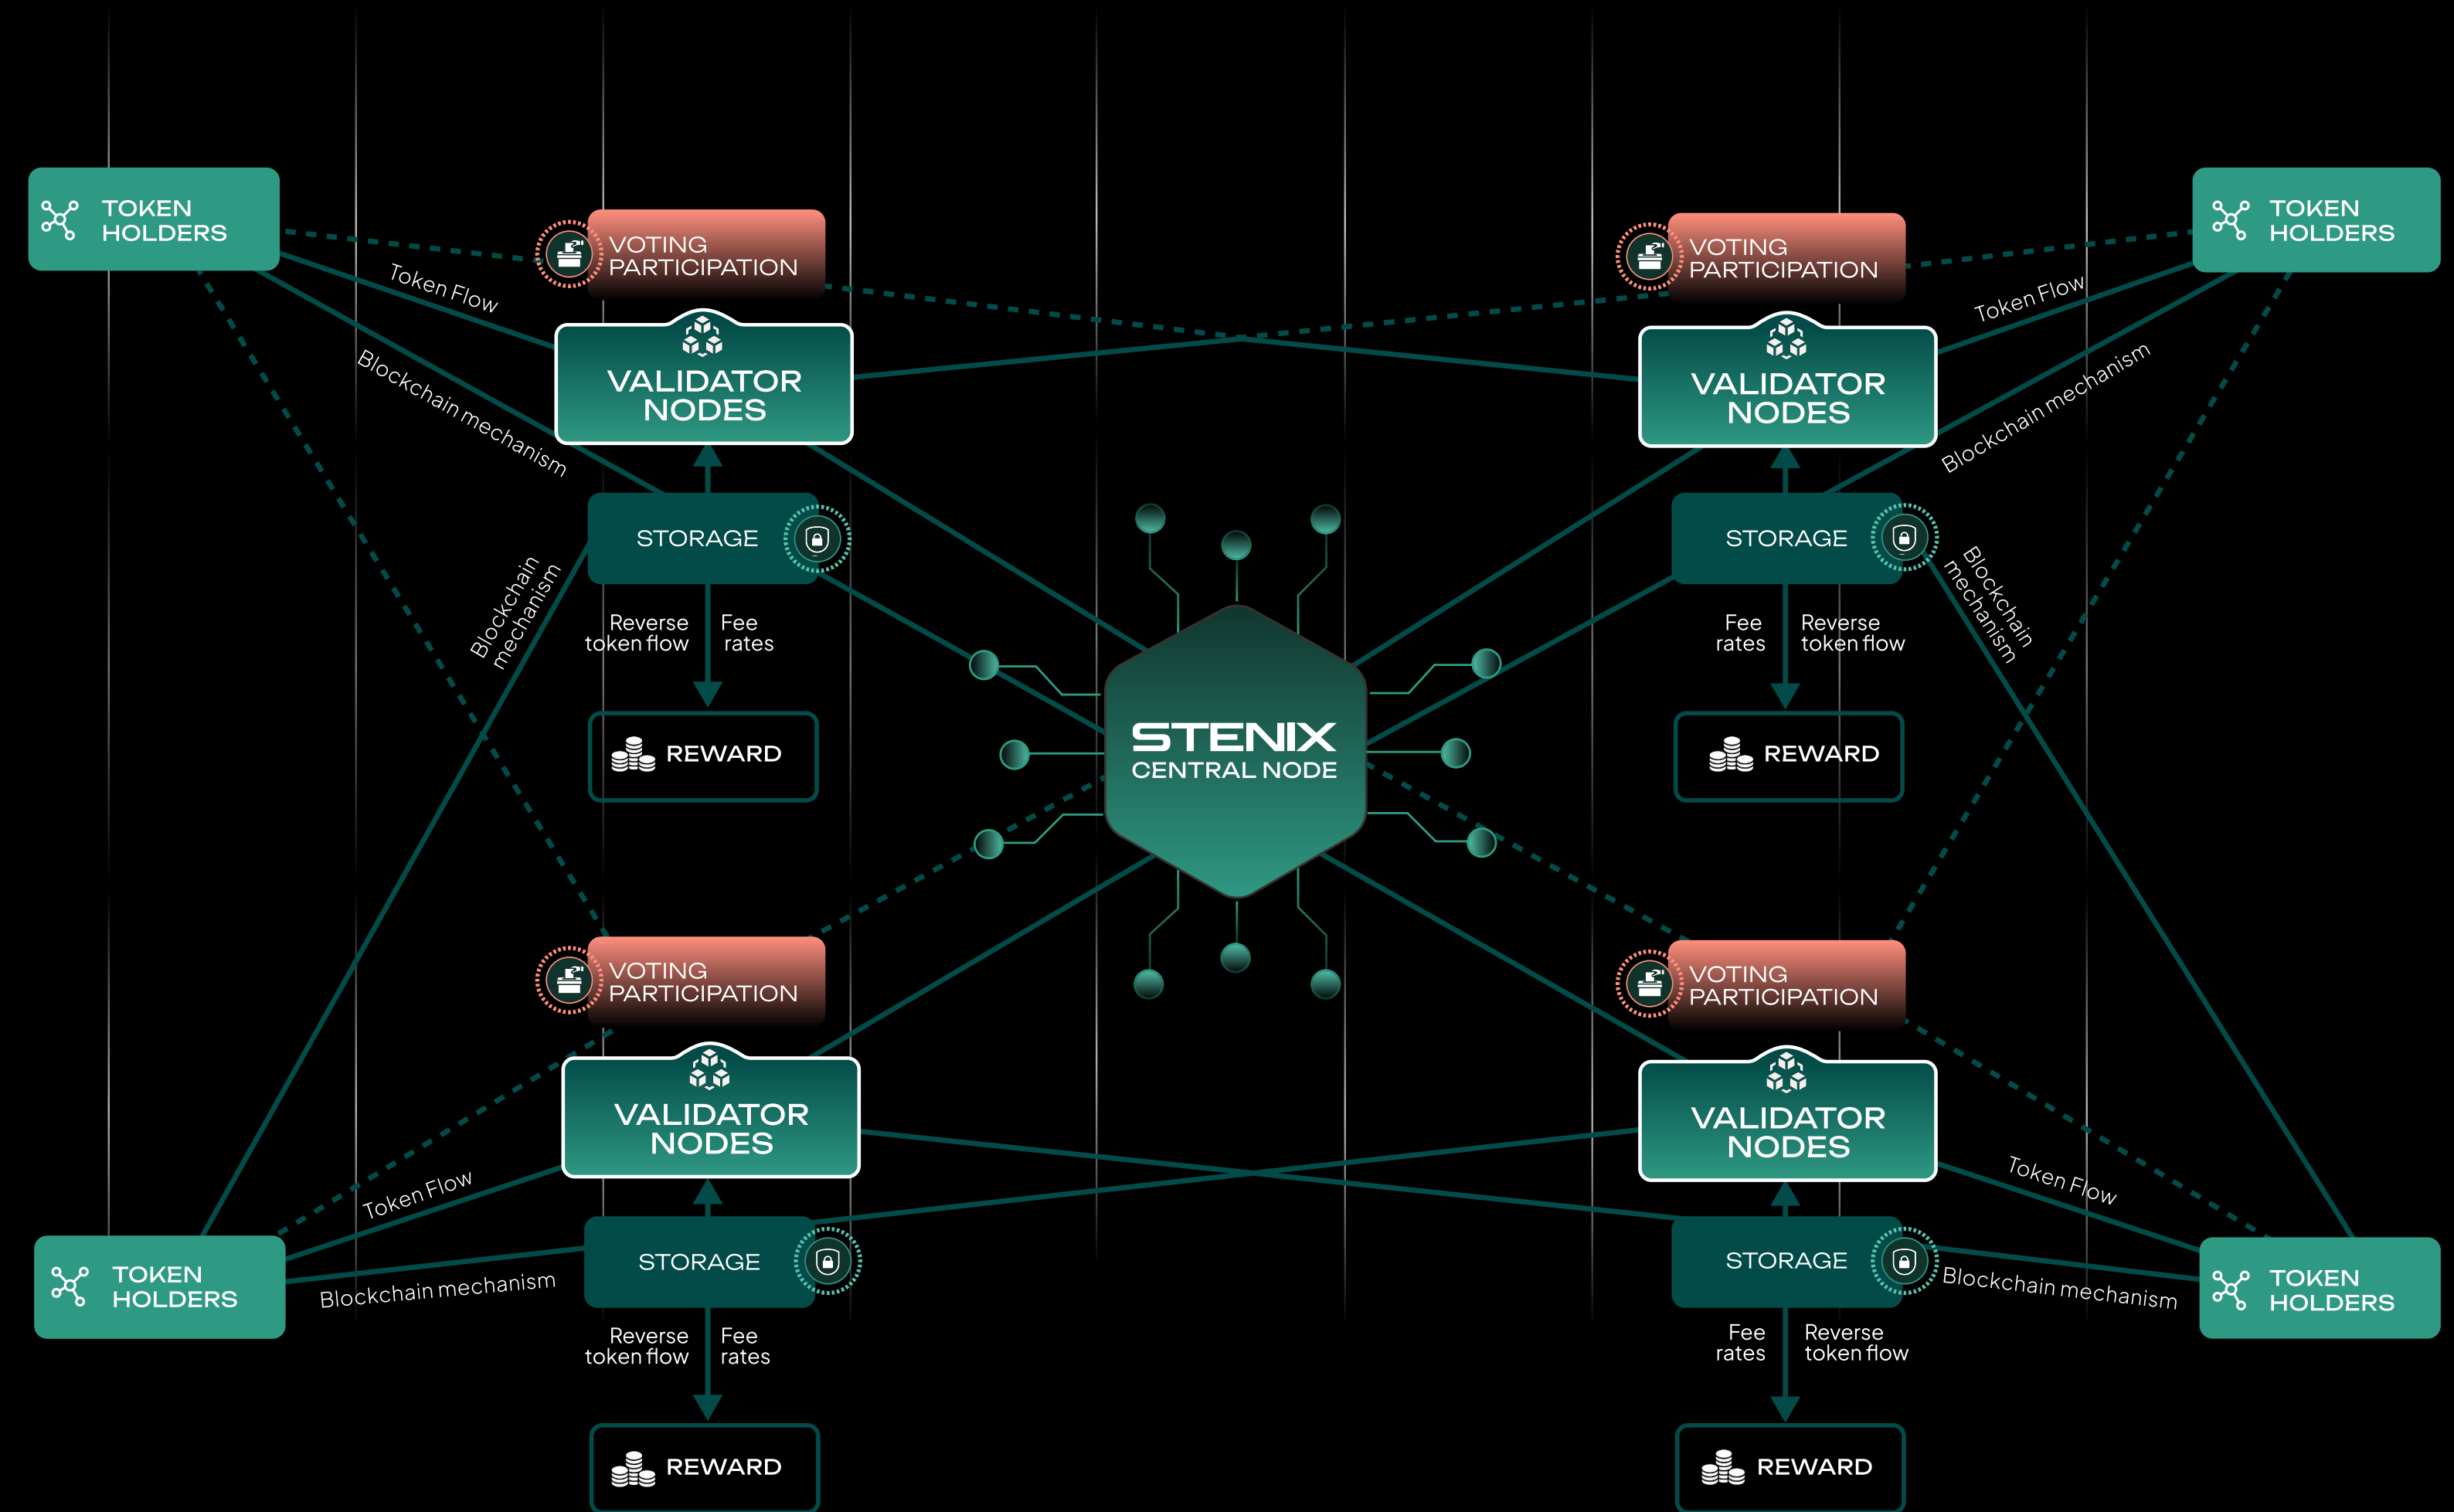 TOKEN
HOLDERS
VOTING
PARTICIPATION
Token Flow
Blockchain mechanism
VALIDATOR
NODES
STORAGE
Blockchain
mechanism
Reverse
token flow
Fee
rates
REWARD
VOTING
PARTICIPATION
TOKEN
HOLDERS
Token Flow
Blockchain mechanism
VALIDATOR
NODES
STORAGE
Blockchain
mechanism
Fee
rates
Reverse
token flow
REWARD
STENIX
CENTRAL NODE
VOTING
PARTICIPATION
VALIDATOR
NODES
Token Flow
TOKEN
HOLDERS
Blockchain mechanism
STORAGE
Reverse
token flow
Fee
rates
REWARD
VOTING
PARTICIPATION
VALIDATOR
NODES
Token Flow
STORAGE
Blockchain mechanism
TOKEN
HOLDERS
Fee
rates
Reverse
token flow
REWARD